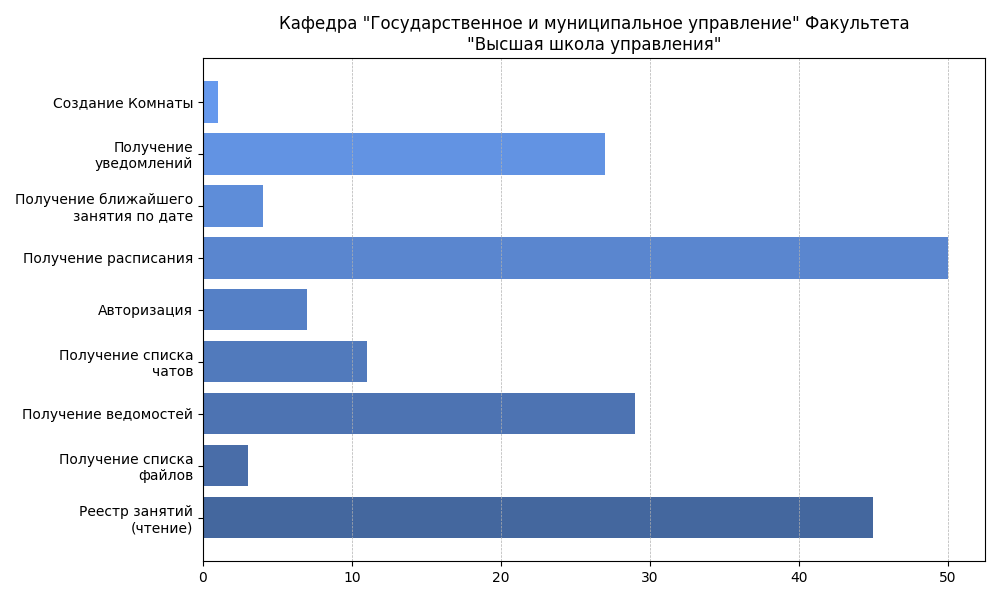 Кафедра "Государственное и муниципальное управление" Факультета
"Высшая школа управления"
Создание Комнаты
Получение
уведомлений
Получение ближайшего
занятия по дате
Получение расписания
Авторизация
Получение списка
чатов
Получение ведомостей
Получение списка
файлов
Реестр занятий
(чтение)
0 10 20 30 40 50